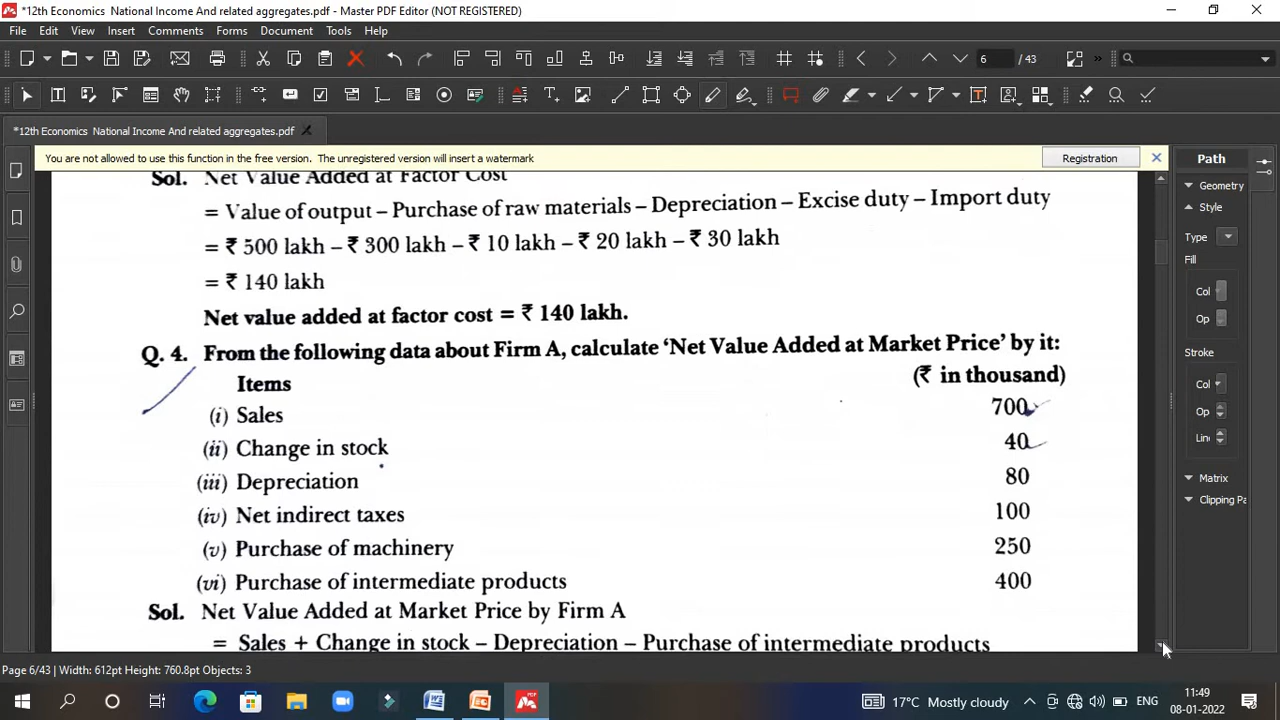 *12th Economics National Income And related aggregates.pdf - Master PDF Editor (NOT REGISTERED)
File Edit View Insert Comments Forms Document Tools Help
6 / 43
*12th Economics National Income And related aggregates.pdf
You are not allowed to use this function in the free version. The unregistered version will insert a watermark
Registration
Path
Geometry
Style
Type
Fill
Col
Op
Stroke
Col
Op
Line
Matrix
Clipping Pa
Sol. Net Value Added at Factor Cost
= Value of output – Purchase of raw materials – Depreciation – Excise duty – Import duty
= ₹ 500 lakh – ₹ 300 lakh – ₹ 10 lakh – ₹ 20 lakh – ₹ 30 lakh
= ₹ 140 lakh
Net value added at factor cost = ₹ 140 lakh.
Q. 4. From the following data about Firm A, calculate ‘Net Value Added at Market Price’ by it:
Items (₹ in thousand)
(i) Sales 700
(ii) Change in stock 40
(iii) Depreciation 80
(iv) Net indirect taxes 100
(v) Purchase of machinery 250
(vi) Purchase of intermediate products 400
Sol. Net Value Added at Market Price by Firm A
= Sales + Change in stock – Depreciation – Purchase of intermediate products
Page 6/43 | Width: 612pt Height: 760.8pt Objects: 3
17°C Mostly cloudy ENG 11:49
08-01-2022